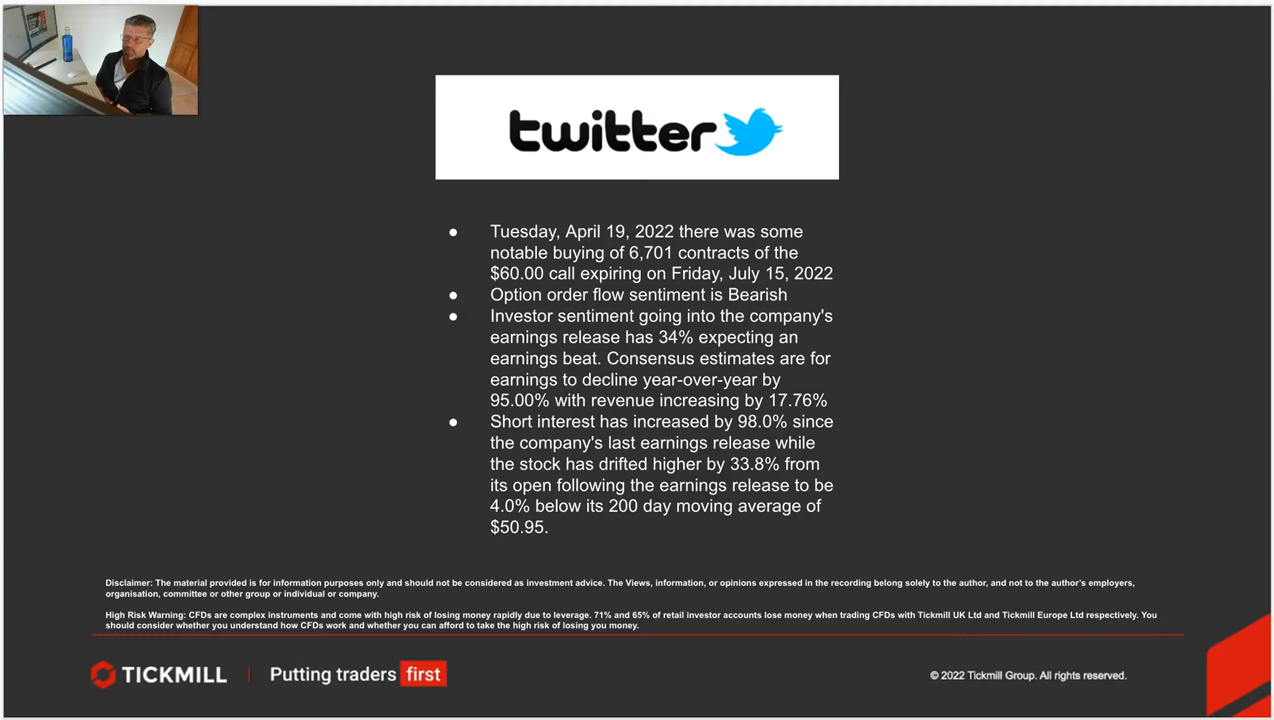 twitter
● Tuesday, April 19, 2022 there was some
notable buying of 6,701 contracts of the
$60.00 call expiring on Friday, July 15, 2022
● Option order flow sentiment is Bearish
● Investor sentiment going into the company's
earnings release has 34% expecting an
earnings beat. Consensus estimates are for
earnings to decline year-over-year by
95.00% with revenue increasing by 17.76%
● Short interest has increased by 98.0% since
the company's last earnings release while
the stock has drifted higher by 33.8% from
its open following the earnings release to be
4.0% below its 200 day moving average of
$50.95.
Disclaimer: The material provided is for information purposes only and should not be considered as investment advice. The Views, information, or opinions expressed in the recording belong solely to the author, and not to the author's employers,
organisation, committee or other group or individual or company.
High Risk Warning: CFDs are complex instruments and come with high risk of losing money rapidly due to leverage. 71% and 65% of retail investor accounts lose money when trading CFDs with Tickmill UK Ltd and Tickmill Europe Ltd respectively. You
should consider whether you understand how CFDs work and whether you can afford to take the high risk of losing you money.
TICKMILL | Putting traders first
© 2022 Tickmill Group. All rights reserved.